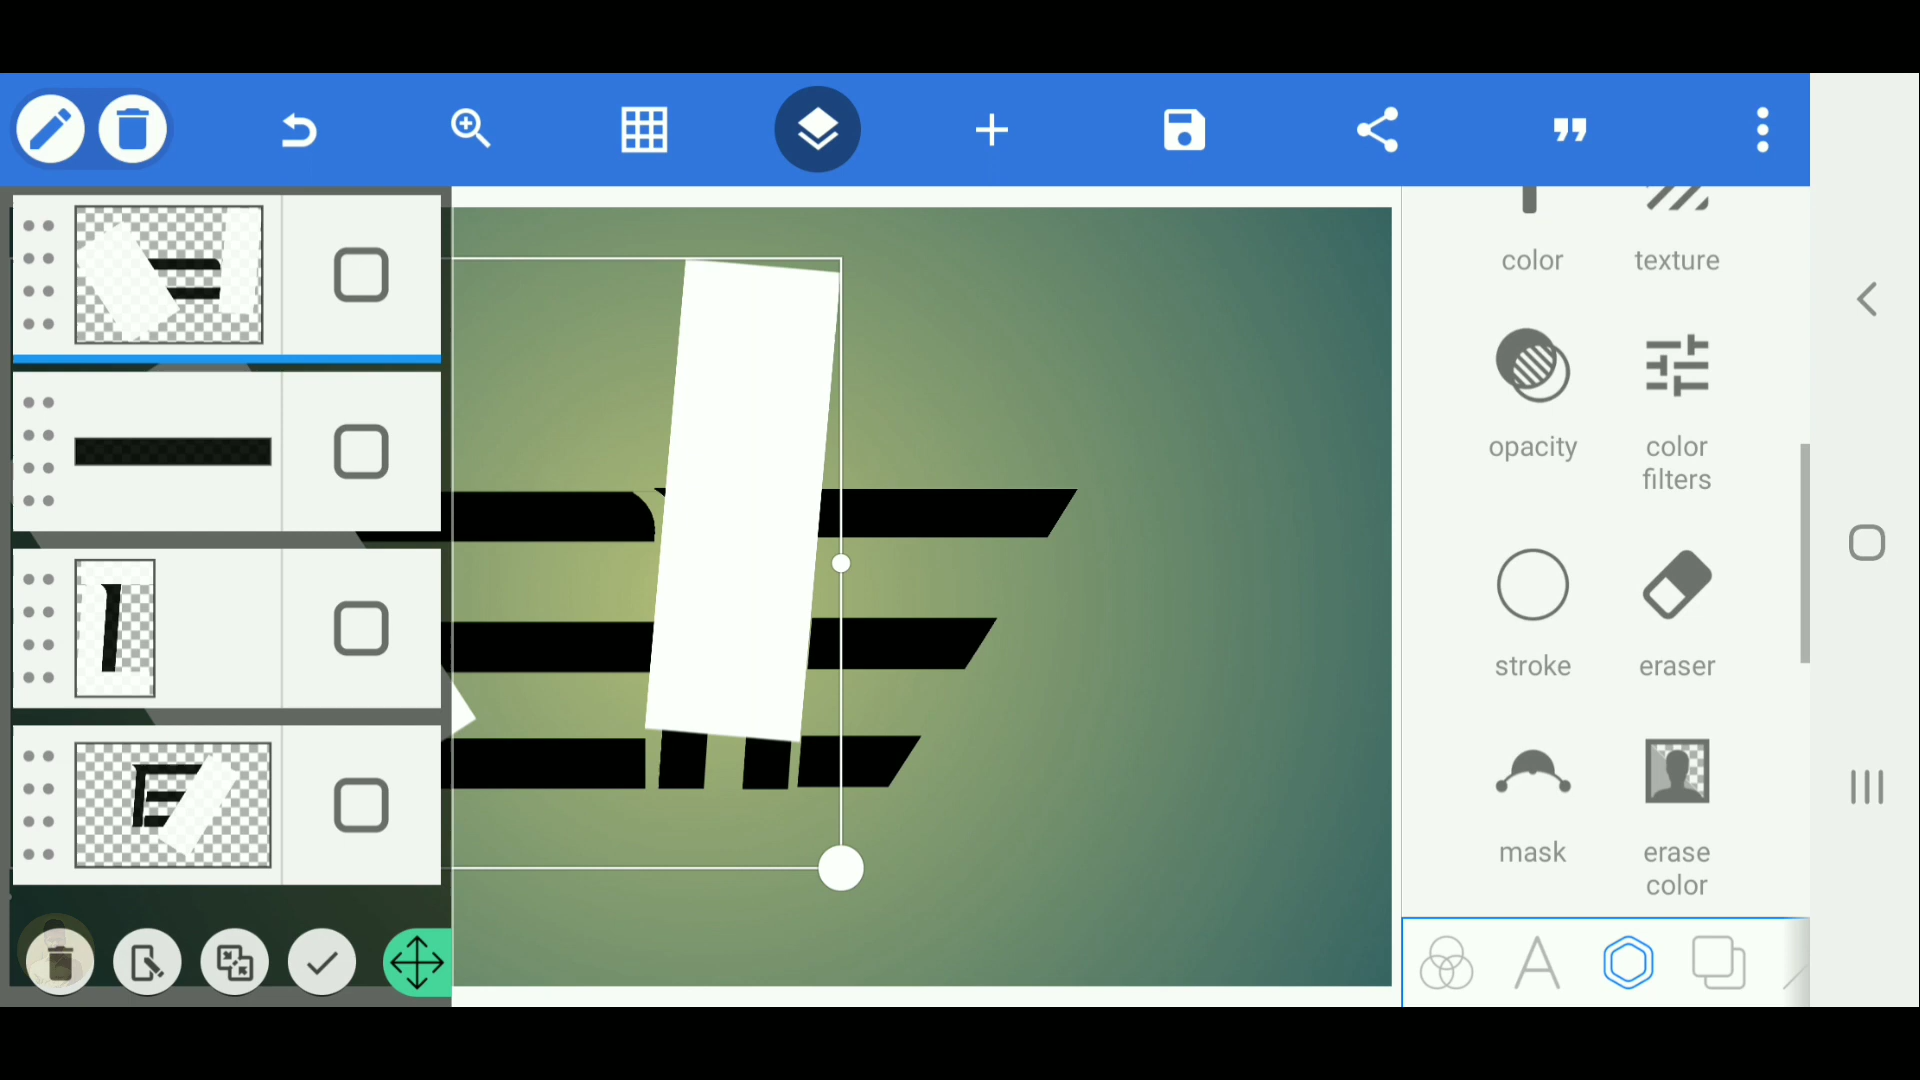 color
texture
opacity
color
filters
stroke
eraser
mask
erase
color